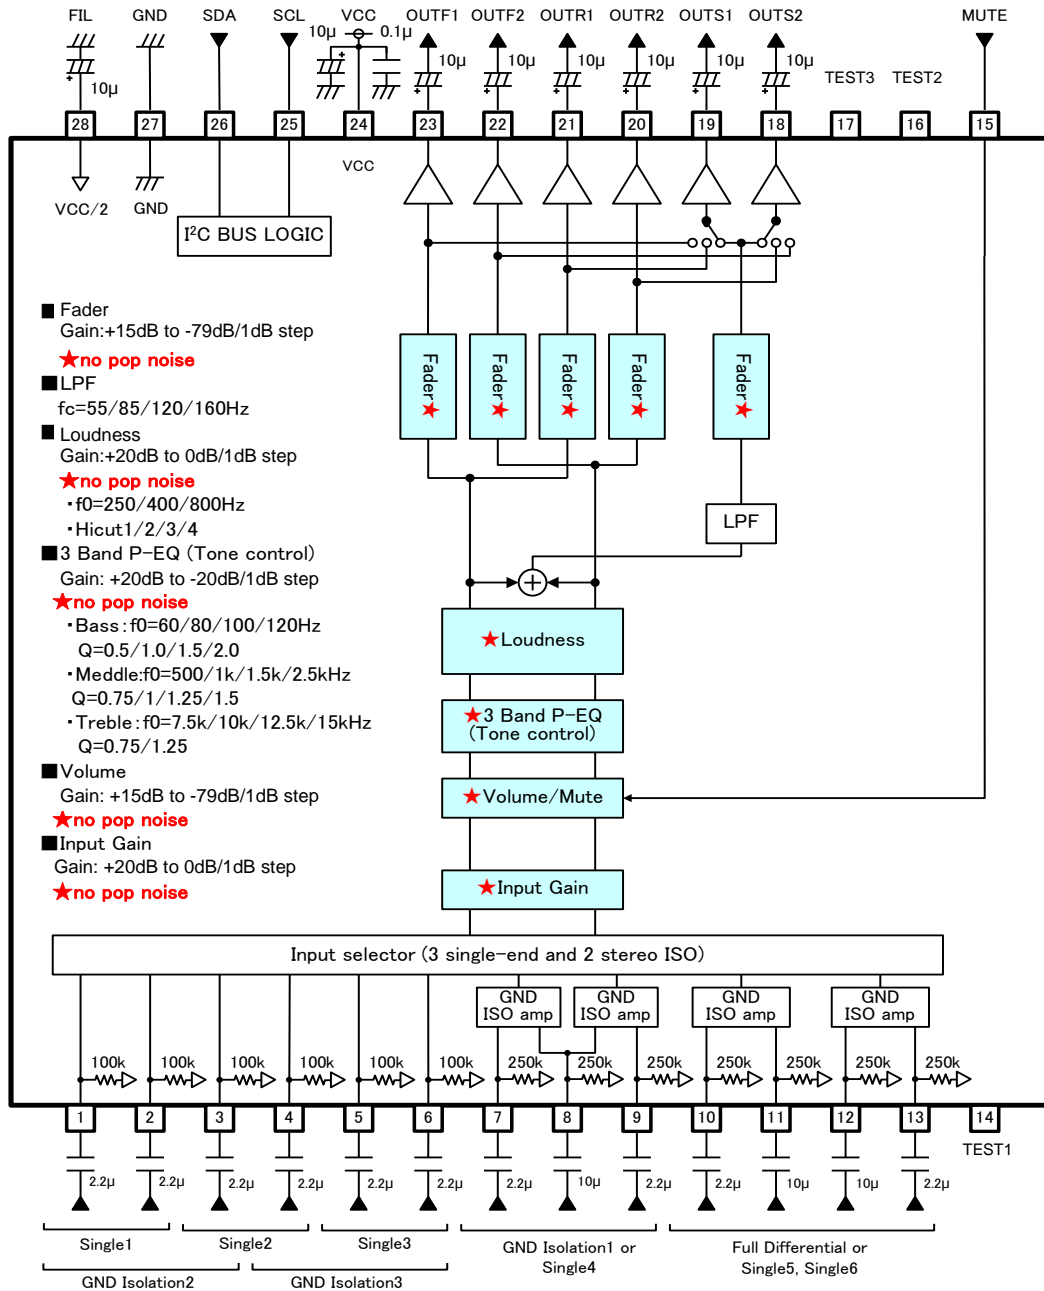 FIL GND SDA SCL VCC OUTF1 OUTF2 OUTR1 OUTR2 OUTS1 OUTS2 MUTE
10μ 0.1μ
10μ 10μ 10μ 10μ 10μ 10μ 10μ TEST3 TEST2
28 27 26 25 24 23 22 21 20 19 18 17 16 15
VCC
VCC/2 GND
I²C BUS LOGIC
■ Fader
Gain:+15dB to -79dB/1dB step
★no pop noise
■ LPF
fc=55/85/120/160Hz
■ Loudness
Gain:+20dB to 0dB/1dB step
★no pop noise
・f0=250/400/800Hz
・Hicut1/2/3/4
■ 3 Band P-EQ (Tone control)
Gain: +20dB to -20dB/1dB step
★no pop noise
・Bass:f0=60/80/100/120Hz
Q=0.5/1.0/1.5/2.0
・Meddle:f0=500/1k/1.5k/2.5kHz
Q=0.75/1/1.25/1.5
・Treble:f0=7.5k/10k/12.5k/15kHz
Q=0.75/1.25
■ Volume
Gain: +15dB to -79dB/1dB step
★no pop noise
■ Input Gain
Gain: +20dB to 0dB/1dB step
★no pop noise
Fader★ Fader★ Fader★ Fader★ Fader★
LPF
★Loudness
★3 Band P-EQ
(Tone control)
★Volume/Mute
★Input Gain
Input selector (3 single-end and 2 stereo ISO)
GND ISO amp GND ISO amp GND ISO amp GND ISO amp
100k 100k 100k 100k 100k 100k 250k 250k 250k 250k 250k 250k 250k
1 2 3 4 5 6 7 8 9 10 11 12 13 14
TEST1
2.2μ 2.2μ 2.2μ 2.2μ 2.2μ 2.2μ 2.2μ 10μ 2.2μ 2.2μ 10μ 10μ 2.2μ
Single1 Single2 Single3
GND Isolation1 or
Single4
Full Differential or
Single5, Single6
GND Isolation2 GND Isolation3